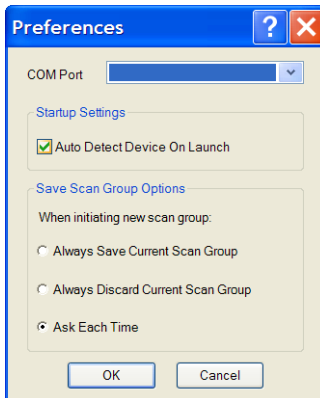 Preferences
?
COM Port
Startup Settings
Auto Detect Device On Launch
Save Scan Group Options
When initiating new scan group:
Always Save Current Scan Group
Always Discard Current Scan Group
Ask Each Time
OK Cancel